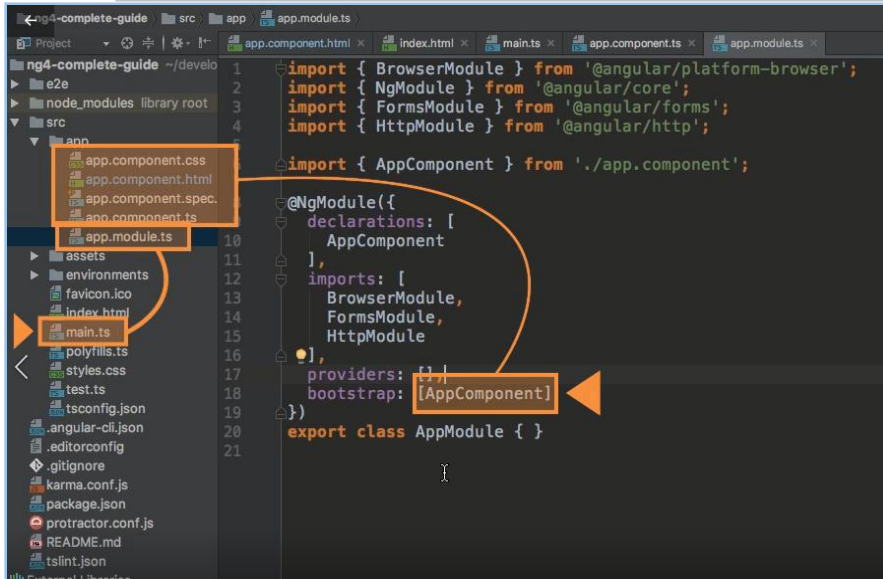 ng4-complete-guide src app app.module.ts
Project
app.component.html × index.html × main.ts × app.component.ts × app.module.ts ×
ng4-complete-guide ~/develo
e2e
node_modules library root
src
app
app.component.css
app.component.html
app.component.spec.
app.component.ts
app.module.ts
assets
environments
favicon.ico
index.html
main.ts
polyfills.ts
styles.css
test.ts
tsconfig.json
.angular-cli.json
.editorconfig
.gitignore
karma.conf.js
package.json
protractor.conf.js
README.md
tslint.json
External Libraries
1 import { BrowserModule } from '@angular/platform-browser';
2 import { NgModule } from '@angular/core';
3 import { FormsModule } from '@angular/forms';
4 import { HttpModule } from '@angular/http';
import { AppComponent } from './app.component';
@NgModule({
declarations: [
10 AppComponent
11 ],
12 imports: [
13 BrowserModule,
14 FormsModule,
15 HttpModule
16 ],
17 providers: [],
18 bootstrap: [AppComponent]
19 })
20 export class AppModule { }
21